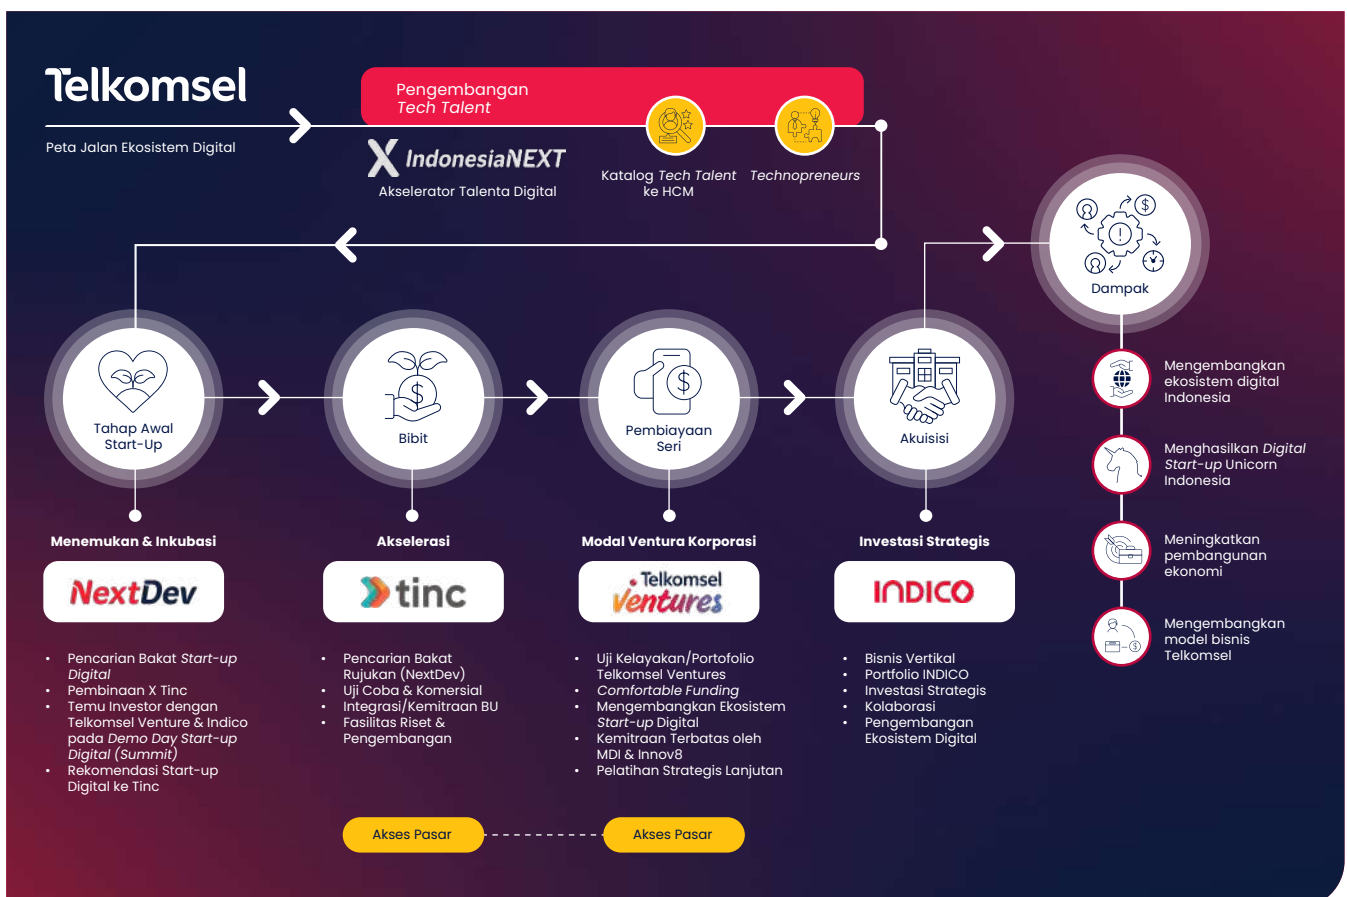 Telkomsel
Peta Jalan Ekosistem Digital
Pengembangan
Tech Talent
X IndonesiaNEXT
Akselerator Talenta Digital
Katalog Tech Talent
ke HCM
Technopreneurs
Dampak
Mengembangkan
ekosistem digital
Indonesia
Menghasilkan Digital
Start-up Unicorn
Indonesia
Meningkatkan
pembangunan
ekonomi
Mengembangkan
model bisnis
Telkomsel
Tahap Awal
Start-Up
Menemukan & Inkubasi
NextDev
• Pencarian Bakat Start-up
Digital
• Pembinaan X Tinc
• Temu Investor dengan
Telkomsel Venture & Indico
pada Demo Day Start-up
Digital (Summit)
• Rekomendasi Start-up
Digital ke Tinc
Bibit
Akselerasi
tinc
• Pencarian Bakat
Rujukan (NextDev)
• Uji Coba & Komersial
• Integrasi/Kemitraan BU
• Fasilitas Riset &
Pengembangan
Akses Pasar
Pembiayaan
Seri
Modal Ventura Korporasi
Telkomsel
ventures
• Uji Kelayakan/Portofolio
Telkomsel Ventures
• Comfortable Funding
• Mengembangkan Ekosistem
Start-up Digital
• Kemitraan Terbatas oleh
MDI & Innov8
• Pelatihan Strategis Lanjutan
Akses Pasar
Akuisisi
Investasi Strategis
INDICO
• Bisnis Vertikal
• Portfolio INDICO
• Investasi Strategis
• Kolaborasi
• Pengembangan
Ekosistem Digital